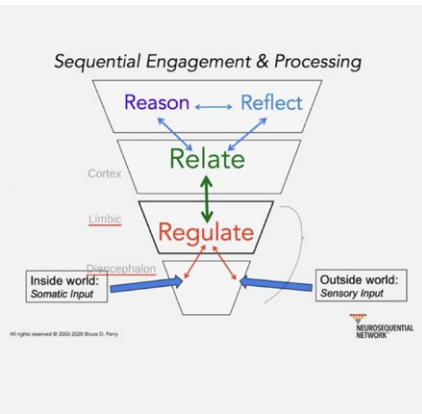 Sequential Engagement & Processing
Reason
Reflect
Relate
Cortex
Limbic
Regulate
Diencephalon
Inside world:
Somatic Input
Outside world:
Sensory Input
All rights reserved © 2002-2020 Bruce D. Perry
NEUROSEQUENTIAL
NETWORK